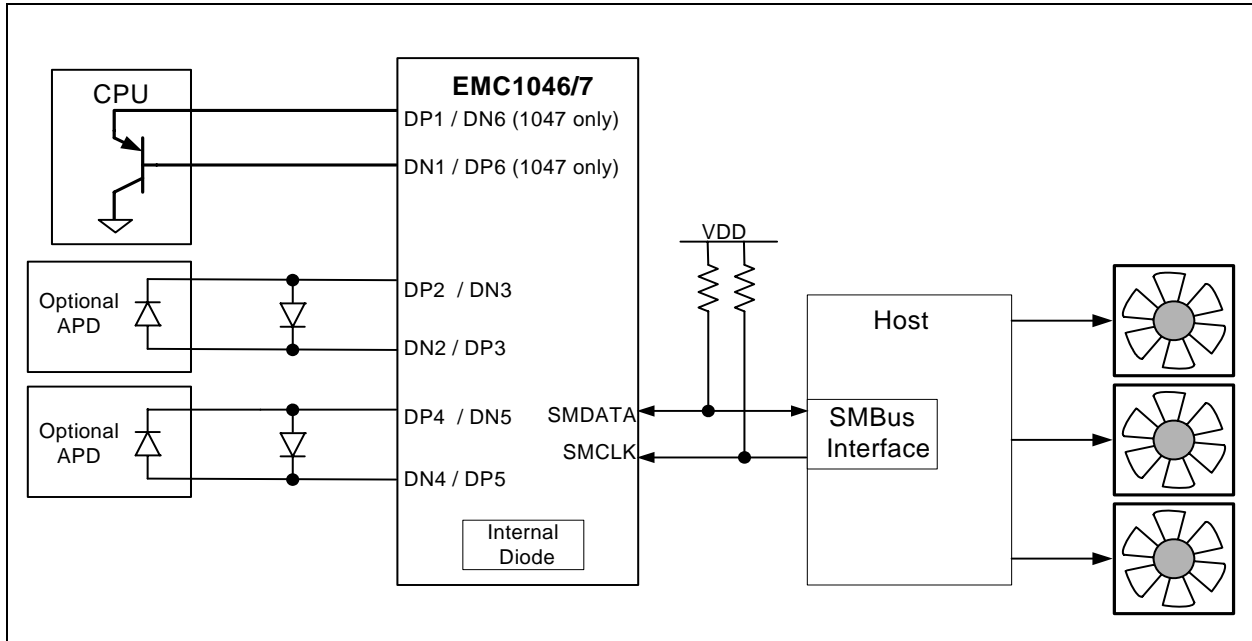 CPU
EMC1046/7
DP1 / DN6 (1047 only)
DN1 / DP6 (1047 only)
VDD
Optional
APD
DP2 / DN3
DN2 / DP3
Host
Optional
APD
DP4 / DN5
DN4 / DP5
SMDATA
SMCLK
SMBus
Interface
Internal
Diode